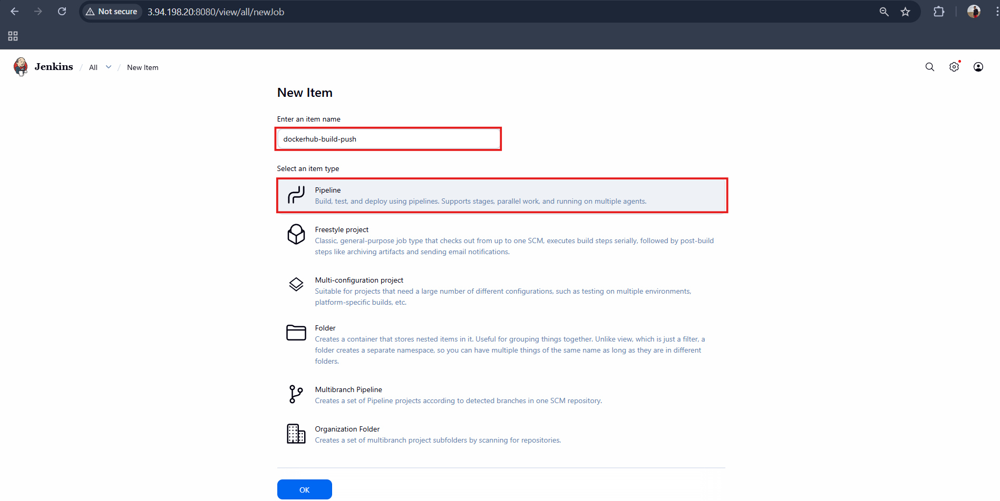 Not secure 3.94.198.20:8080/view/all/newJob
Jenkins / All / New Item
New Item
Enter an item name
dockerhub-build-push
Select an item type
Pipeline
Build, test, and deploy using pipelines. Supports stages, parallel work, and running on multiple agents.
Freestyle project
Classic, general-purpose job type that checks out from up to one SCM, executes build steps serially, followed by post-build
steps like archiving artifacts and sending email notifications.
Multi-configuration project
Suitable for projects that need a large number of different configurations, such as testing on multiple environments,
platform-specific builds, etc.
Folder
Creates a container that stores nested items in it. Useful for grouping things together. Unlike view, which is just a filter, a
folder creates a separate namespace, so you can have multiple things of the same name as long as they are in different
folders.
Multibranch Pipeline
Creates a set of Pipeline projects according to detected branches in one SCM repository.
Organization Folder
Creates a set of multibranch project subfolders by scanning for repositories.
OK